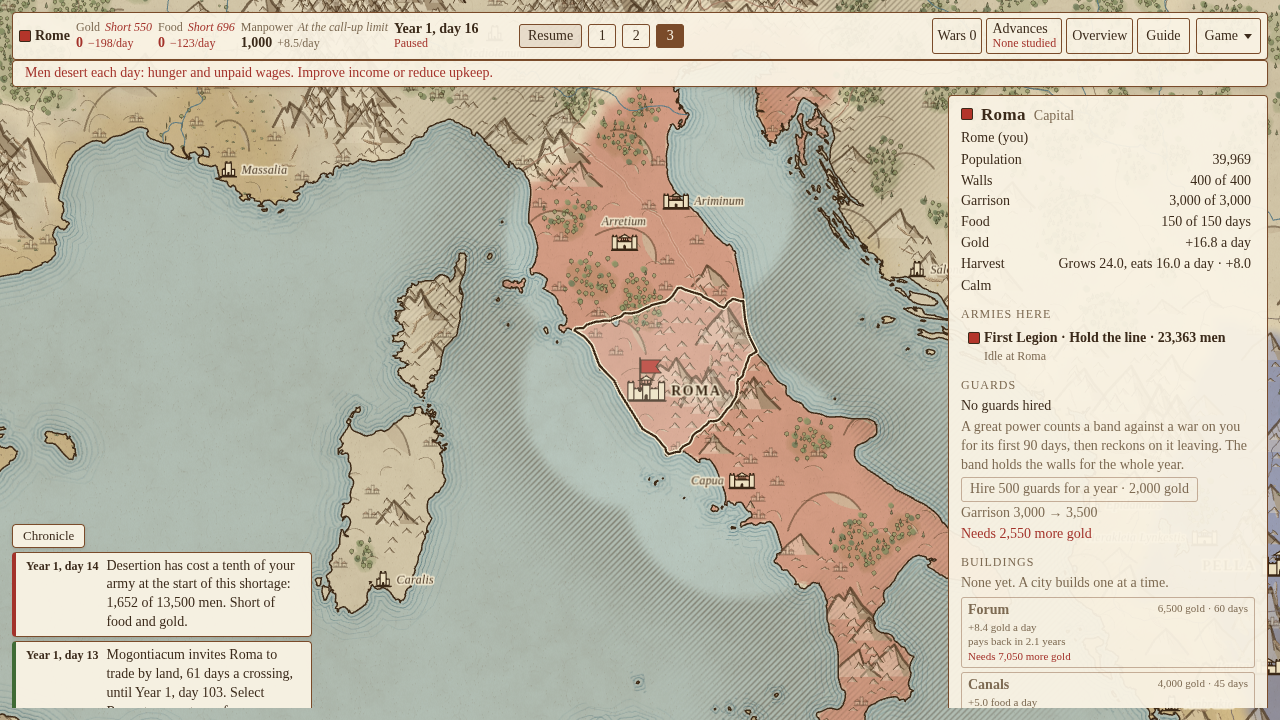 Rome
Gold Short 550
0 −198/day
Food Short 696
0 −123/day
Manpower At the call-up limit
1,000 +8.5/day
Year 1, day 16
Paused
Resume
1
2
3
Wars 0
Advances
None studied
Overview
Guide
Game
Men desert each day: hunger and unpaid wages. Improve income or reduce upkeep.
Massalia
Ariminum
Arretium
ROMA
Capua
Caralis
Roma Capital
Rome (you)
Population 39,969
Walls 400 of 400
Garrison 3,000 of 3,000
Food 150 of 150 days
Gold +16.8 a day
Harvest Grows 24.0, eats 16.0 a day · +8.0
Calm
ARMIES HERE
First Legion · Hold the line · 23,363 men
Idle at Roma
GUARDS
No guards hired
A great power counts a band against a war on you
for its first 90 days, then reckons on it leaving. The
band holds the walls for the whole year.
Hire 500 guards for a year · 2,000 gold
Garrison 3,000 → 3,500
Needs 2,550 more gold
BUILDINGS
None yet. A city builds one at a time.
Forum 6,500 gold · 60 days
+8.4 gold a day
pays back in 2.1 years
Needs 7,050 more gold
Canals 4,000 gold · 45 days
+5.0 food a day
Chronicle
Year 1, day 14 Desertion has cost a tenth of your
army at the start of this shortage:
1,652 of 13,500 men. Short of
food and gold.
Year 1, day 13 Mogontiacum invites Roma to
trade by land, 61 days a crossing,
until Year 1, day 103. Select